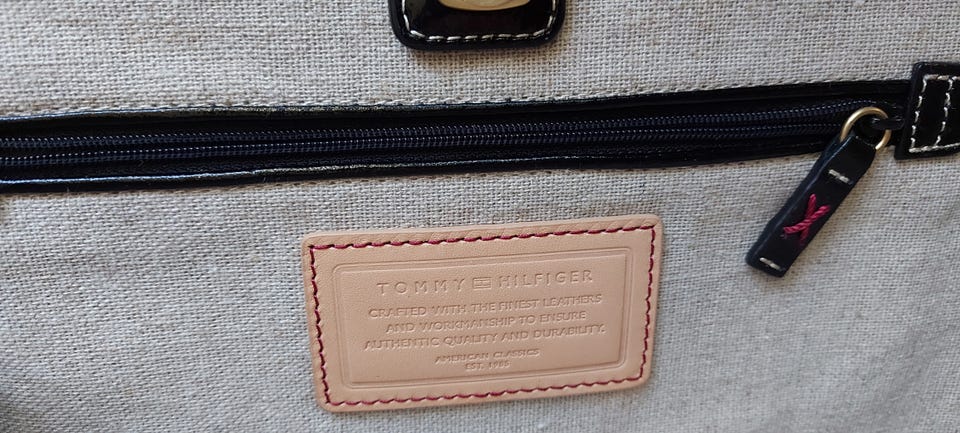 TOMMY HILFIGER
CRAFTED WITH THE FINEST LEATHERS
AND WORKMANSHIP TO ENSURE
AUTHENTIC QUALITY AND DURABILITY.
AMERICAN CLASSICS
EST. 1985